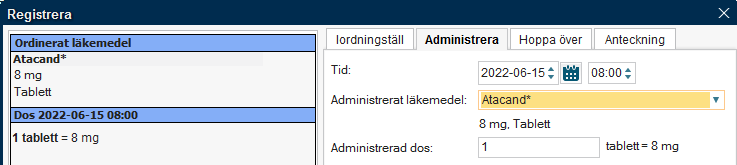 Registrera
Ordinerat läkemedel
Atacand*
8 mg
Tablett
Dos 2022-06-15 08:00
1 tablett = 8 mg
Iordningställ Administrera Hoppa över Anteckning
Tid: 2022-06-15 08:00
Administrerat läkemedel: Atacand*
8 mg, Tablett
Administrerad dos: 1 tablett = 8 mg